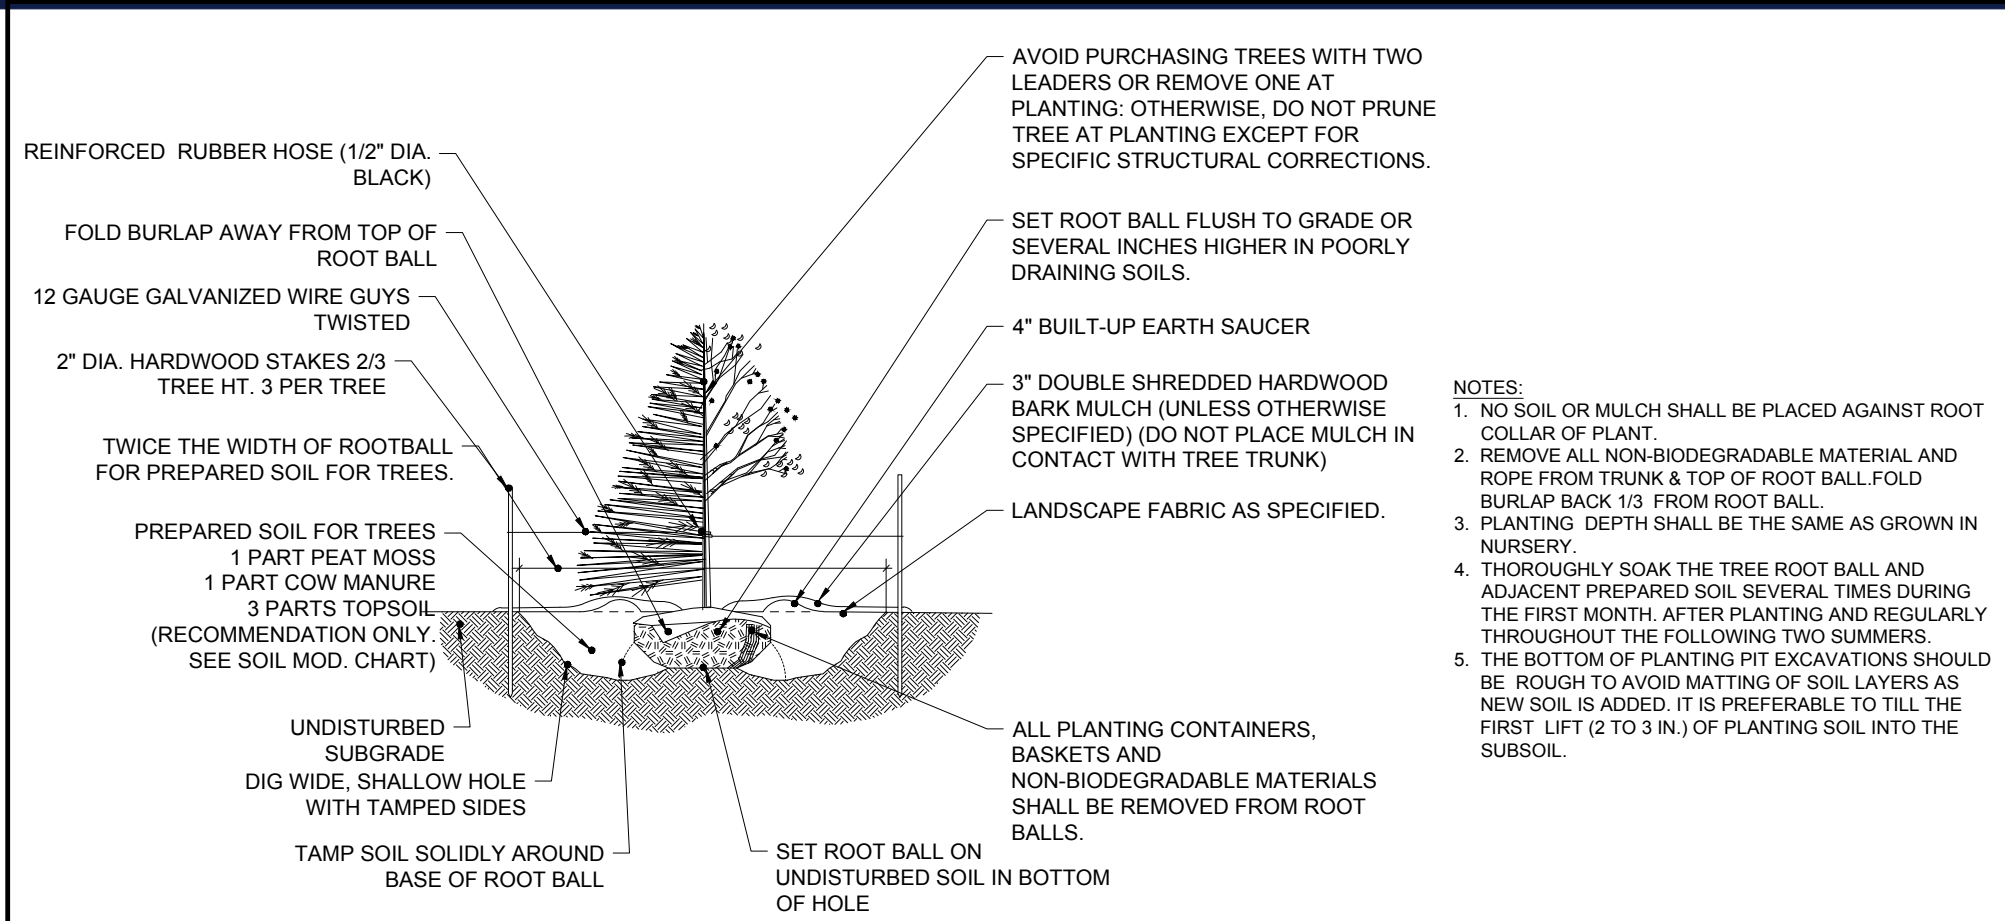 REINFORCED RUBBER HOSE (1/2" DIA.
BLACK)
FOLD BURLAP AWAY FROM TOP OF
ROOT BALL
12 GAUGE GALVANIZED WIRE GUYS
TWISTED
2" DIA. HARDWOOD STAKES 2/3
TREE HT. 3 PER TREE
TWICE THE WIDTH OF ROOTBALL
FOR PREPARED SOIL FOR TREES.
PREPARED SOIL FOR TREES
1 PART PEAT MOSS
1 PART COW MANURE
3 PARTS TOPSOIL
(RECOMMENDATION ONLY.
SEE SOIL MOD. CHART)
UNDISTURBED
SUBGRADE
DIG WIDE, SHALLOW HOLE
WITH TAMPED SIDES
TAMP SOIL SOLIDLY AROUND
BASE OF ROOT BALL
AVOID PURCHASING TREES WITH TWO
LEADERS OR REMOVE ONE AT
PLANTING: OTHERWISE, DO NOT PRUNE
TREE AT PLANTING EXCEPT FOR
SPECIFIC STRUCTURAL CORRECTIONS.
SET ROOT BALL FLUSH TO GRADE OR
SEVERAL INCHES HIGHER IN POORLY
DRAINING SOILS.
4" BUILT-UP EARTH SAUCER
3" DOUBLE SHREDDED HARDWOOD
BARK MULCH (UNLESS OTHERWISE
SPECIFIED) (DO NOT PLACE MULCH IN
CONTACT WITH TREE TRUNK)
LANDSCAPE FABRIC AS SPECIFIED.
ALL PLANTING CONTAINERS,
BASKETS AND
NON-BIODEGRADABLE MATERIALS
SHALL BE REMOVED FROM ROOT
BALLS.
SET ROOT BALL ON
UNDISTURBED SOIL IN BOTTOM
OF HOLE
NOTES:
1. NO SOIL OR MULCH SHALL BE PLACED AGAINST ROOT
COLLAR OF PLANT.
2. REMOVE ALL NON-BIODEGRADABLE MATERIAL AND
ROPE FROM TRUNK & TOP OF ROOT BALL.FOLD
BURLAP BACK 1/3 FROM ROOT BALL.
3. PLANTING DEPTH SHALL BE THE SAME AS GROWN IN
NURSERY.
4. THOROUGHLY SOAK THE TREE ROOT BALL AND
ADJACENT PREPARED SOIL SEVERAL TIMES DURING
THE FIRST MONTH. AFTER PLANTING AND REGULARLY
THROUGHOUT THE FOLLOWING TWO SUMMERS.
5. THE BOTTOM OF PLANTING PIT EXCAVATIONS SHOULD
BE ROUGH TO AVOID MATTING OF SOIL LAYERS AS
NEW SOIL IS ADDED. IT IS PREFERABLE TO TILL THE
FIRST LIFT (2 TO 3 IN.) OF PLANTING SOIL INTO THE
SUBSOIL.